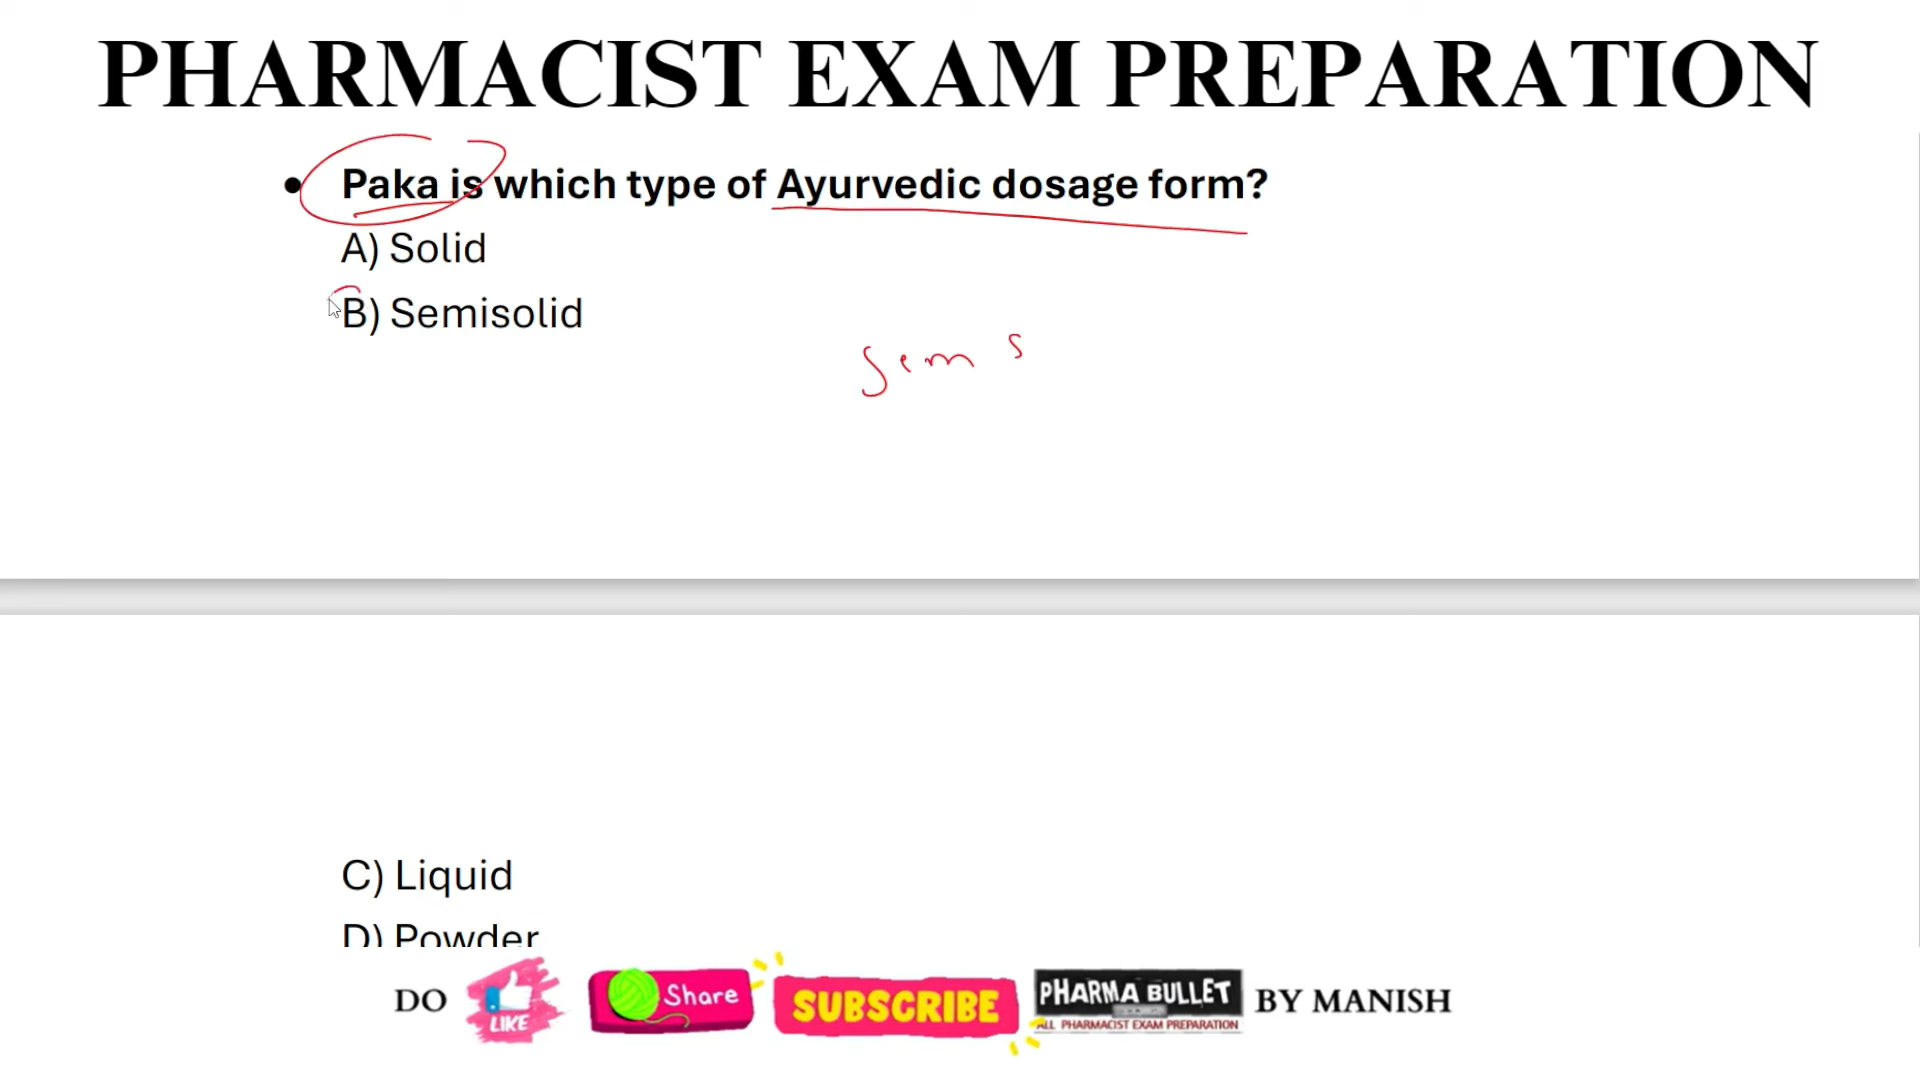 PHARMACIST EXAM PREPARATION
• Paka is which type of Ayurvedic dosage form?
A) Solid
B) Semisolid
Sem s
C) Liquid
D) Powder
DO LIKE Share SUBSCRIBE PHARMA BULLET BY MANISH
ALL PHARMACIST EXAM PREPARATION